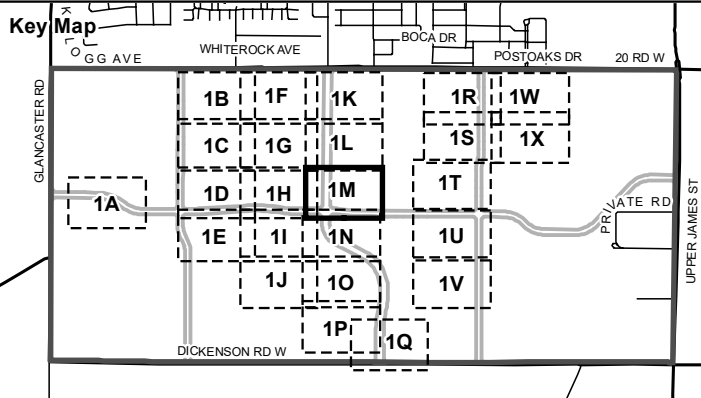 Key Map
K
L
O
GG AVE
WHITEROCK AVE
BOCA DR
POSTOAKS DR
20 RD W
GLANCASTER RD
1B
1F
1K
1R
1W
1C
1G
1L
1S
1X
1A
1D
1H
1M
1T
PRIVATE RD
UPPER JAMES ST
1E
1I
1N
1U
1J
1O
1V
1P
1Q
DICKENSON RD W